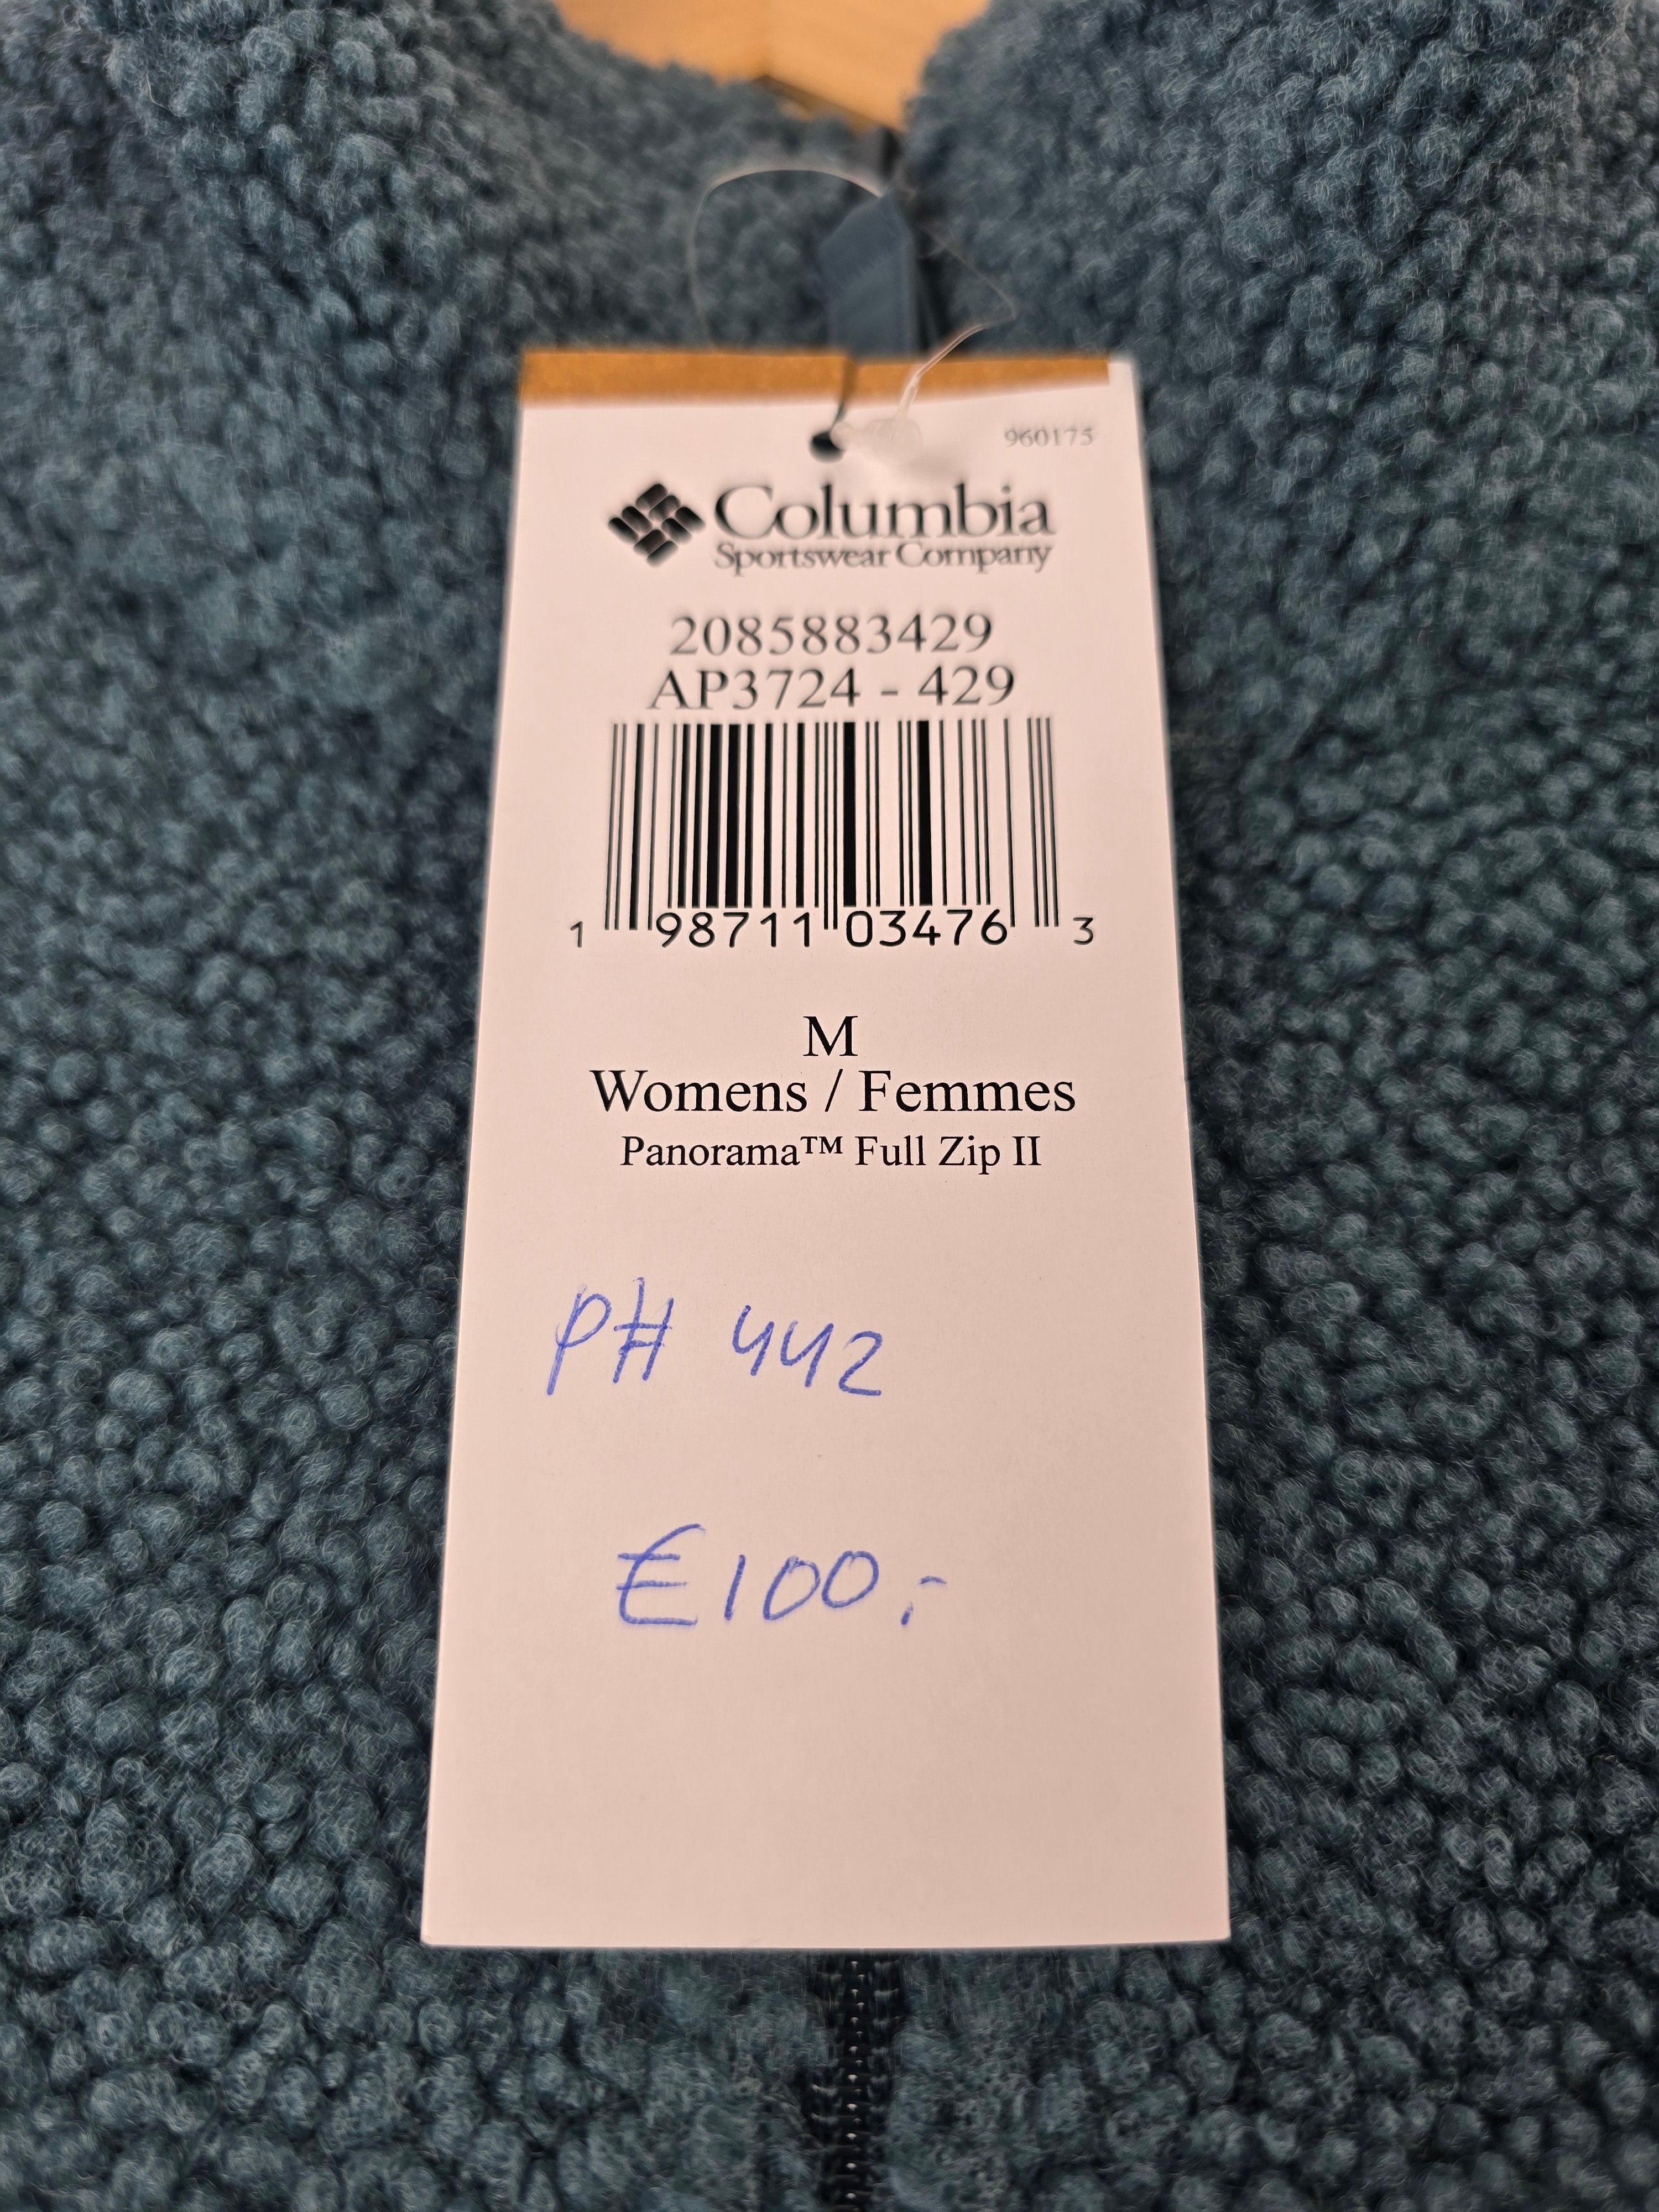 960175
Columbia
Sportswear Company
2085883429
AP3724 - 429
1 98711 03476 3
M
Womens / Femmes
Panorama™ Full Zip II
PH 442
€100,-